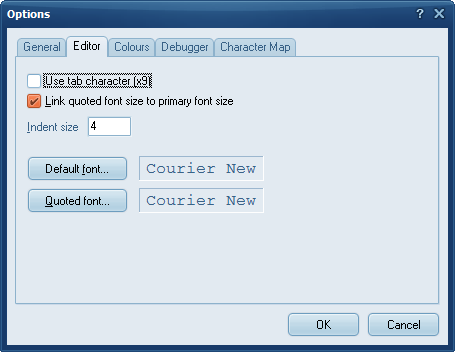 Options
General Editor Colours Debugger Character Map
Use tab character (x9)
Link quoted font size to primary font size
Indent size 4
Default font... Courier New
Quoted font... Courier New
OK Cancel